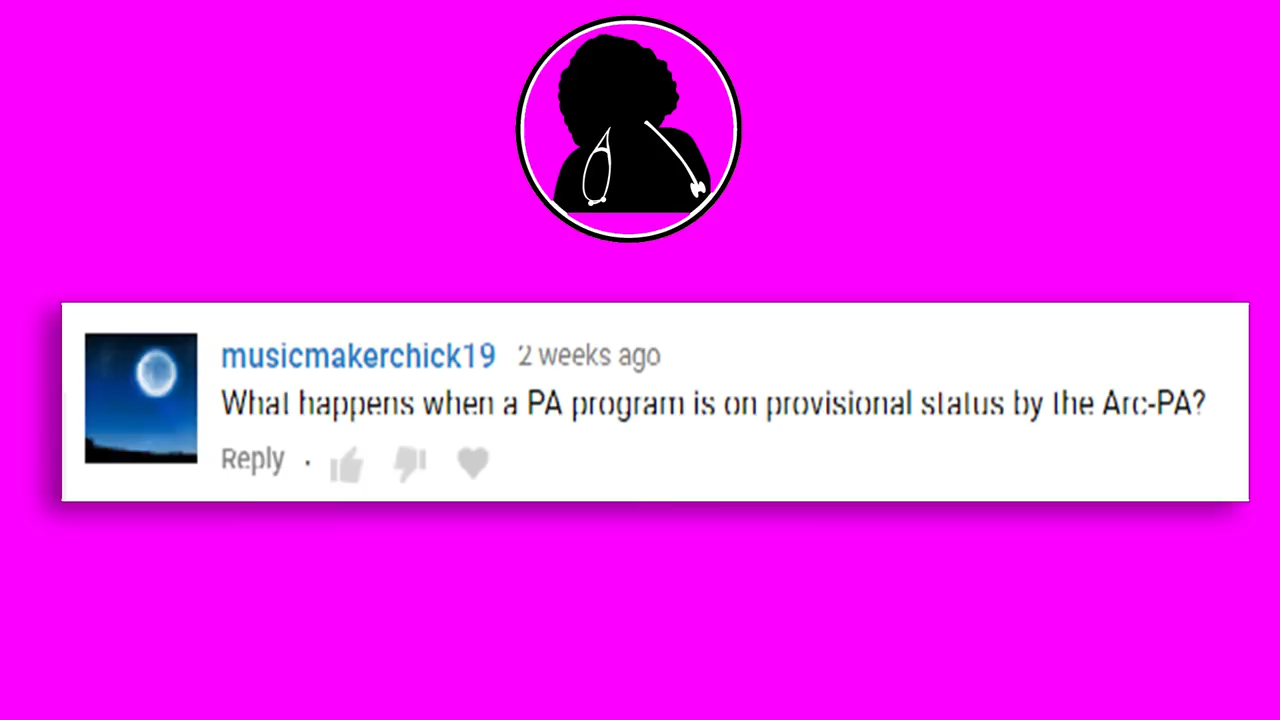 musicmakerchick19 2 weeks ago
What happens when a PA program is on provisional status by the Arc-PA?
Reply ·